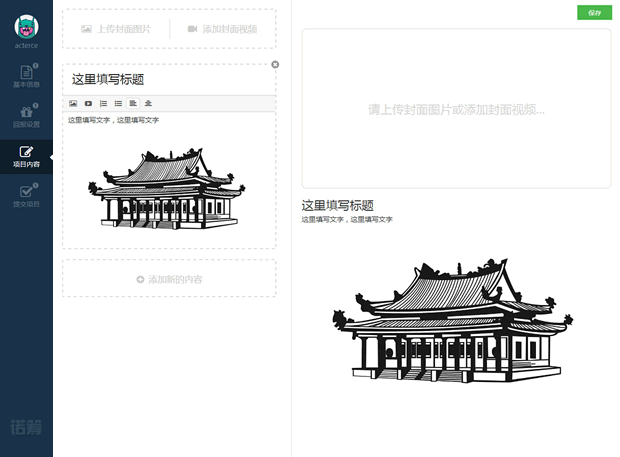 acterce
基本信息
回报设置
项目内容
提交项目
诺筹
上传封面图片
添加封面视频
这里填写标题
这里填写文字，这里填写文字
添加新的内容
保存
请上传封面图片或添加封面视频...
这里填写标题
这里填写文字，这里填写文字